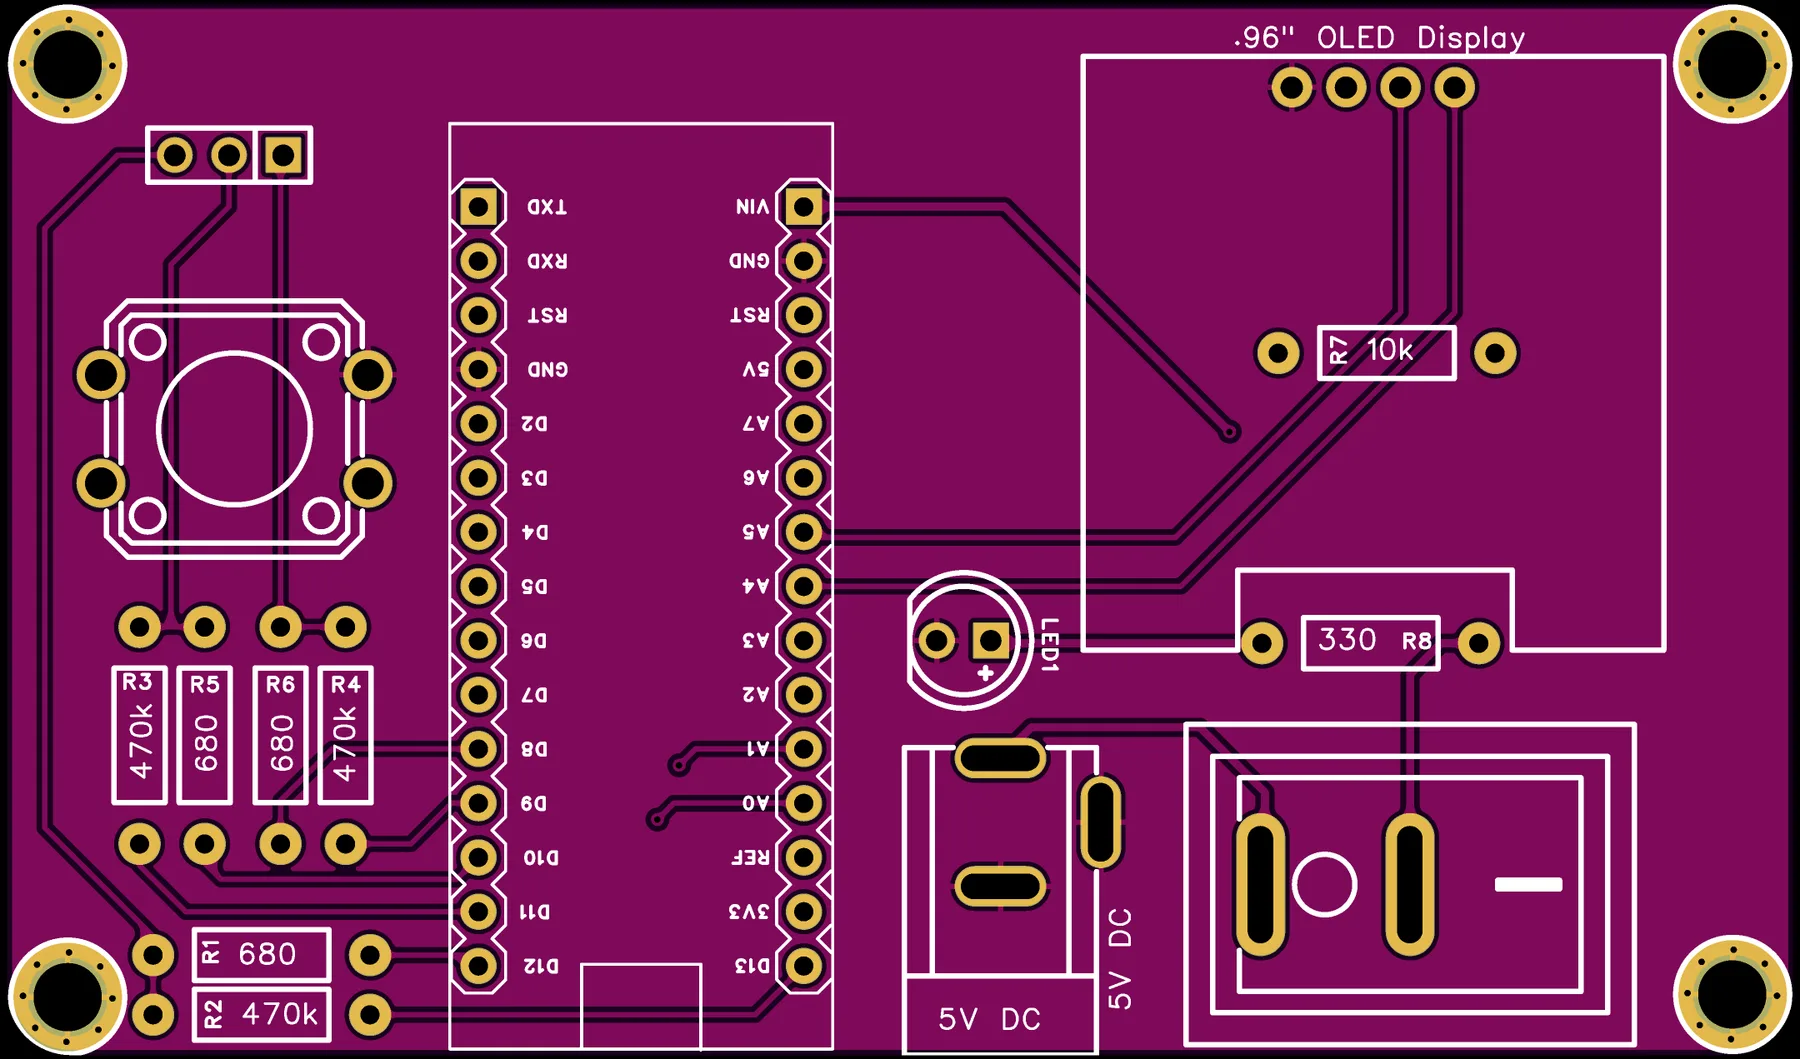 .96" OLED Display
TXD
VIN
RXD
GND
RST
RST
GND
5V
D2
A7
D3
A6
D4
A5
D5
A4
D6
A3
D7
A2
D8
A1
D9
A0
D10
REF
D11
3V3
D12
D13
R7 10k
LED1
+
330 R8
R3 470k
R5 680
R6 680
R4 470k
R1 680
R2 470k
5V DC
5V DC